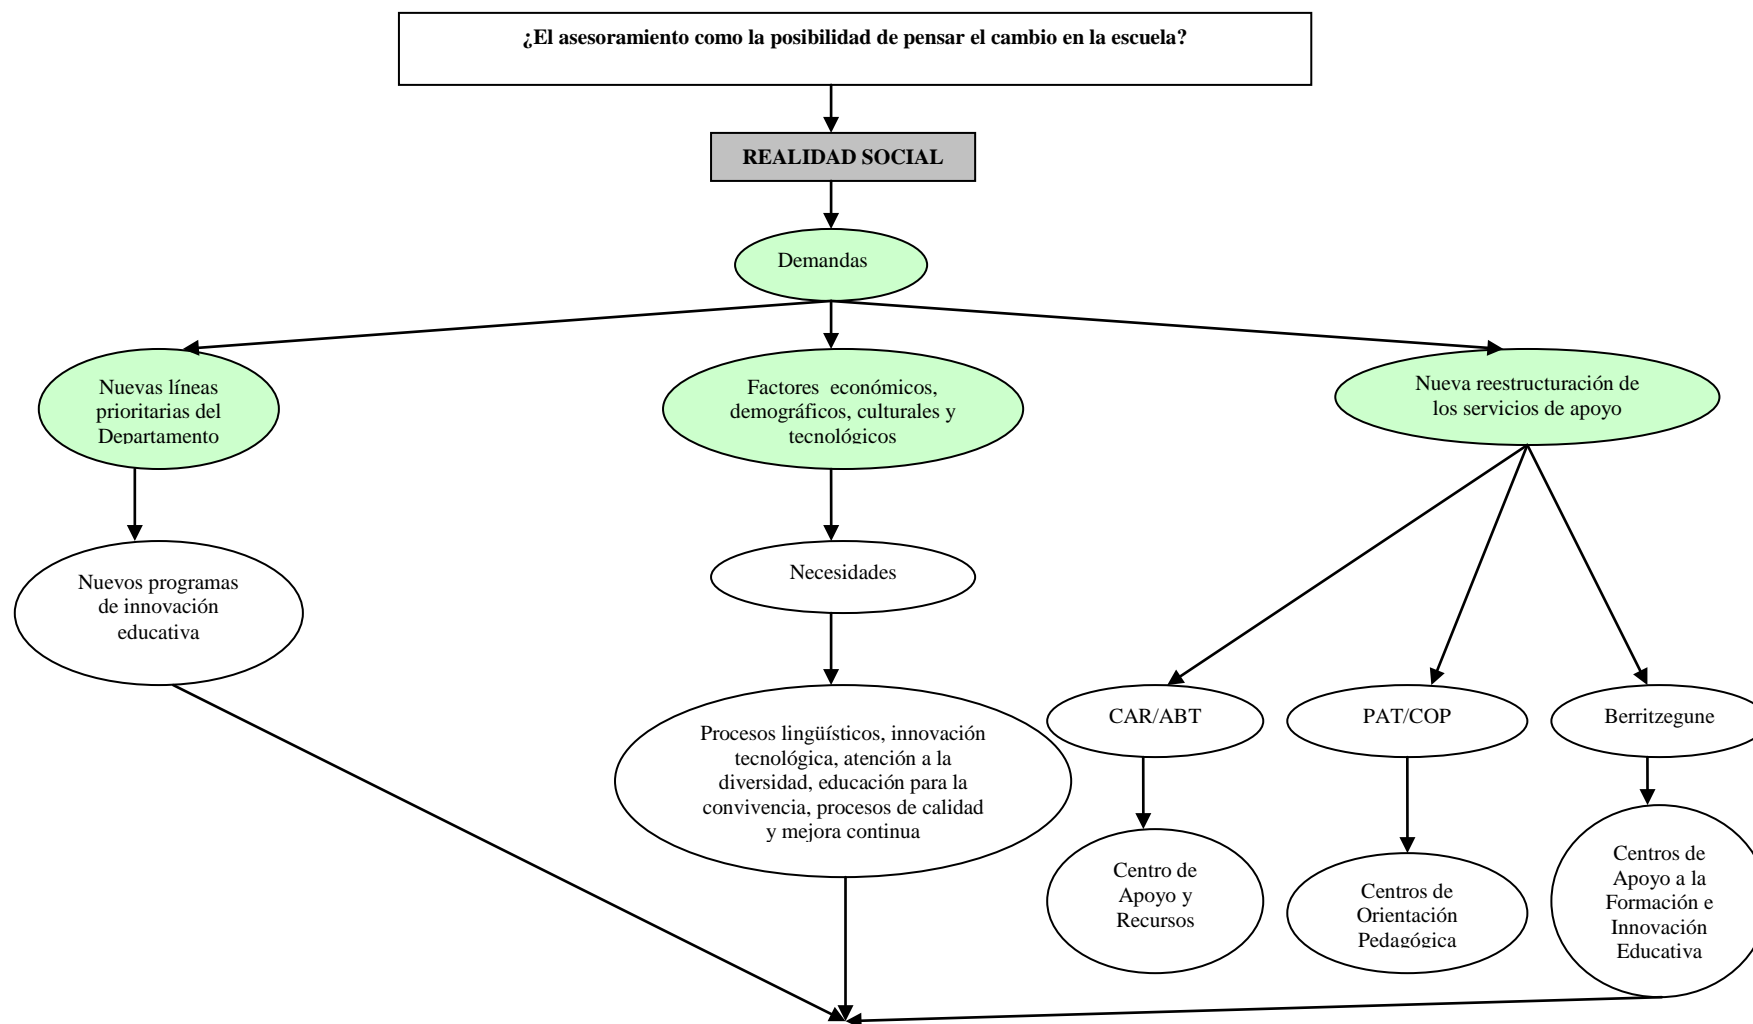 ¿El asesoramiento como la posibilidad de pensar el cambio en la escuela?
REALIDAD SOCIAL
Demandas
Nuevas líneas
prioritarias del
Departamento
Factores económicos,
demográficos, culturales y
tecnológicos
Nueva reestructuración de
los servicios de apoyo
Nuevos programas
de innovación
educativa
Necesidades
Procesos lingüísticos, innovación
tecnológica, atención a la
diversidad, educación para la
convivencia, procesos de calidad
y mejora continua
CAR/ABT
PAT/COP
Berritzegune
Centro de
Apoyo y
Recursos
Centros de
Orientación
Pedagógica
Centros de
Apoyo a la
Formación e
Innovación
Educativa